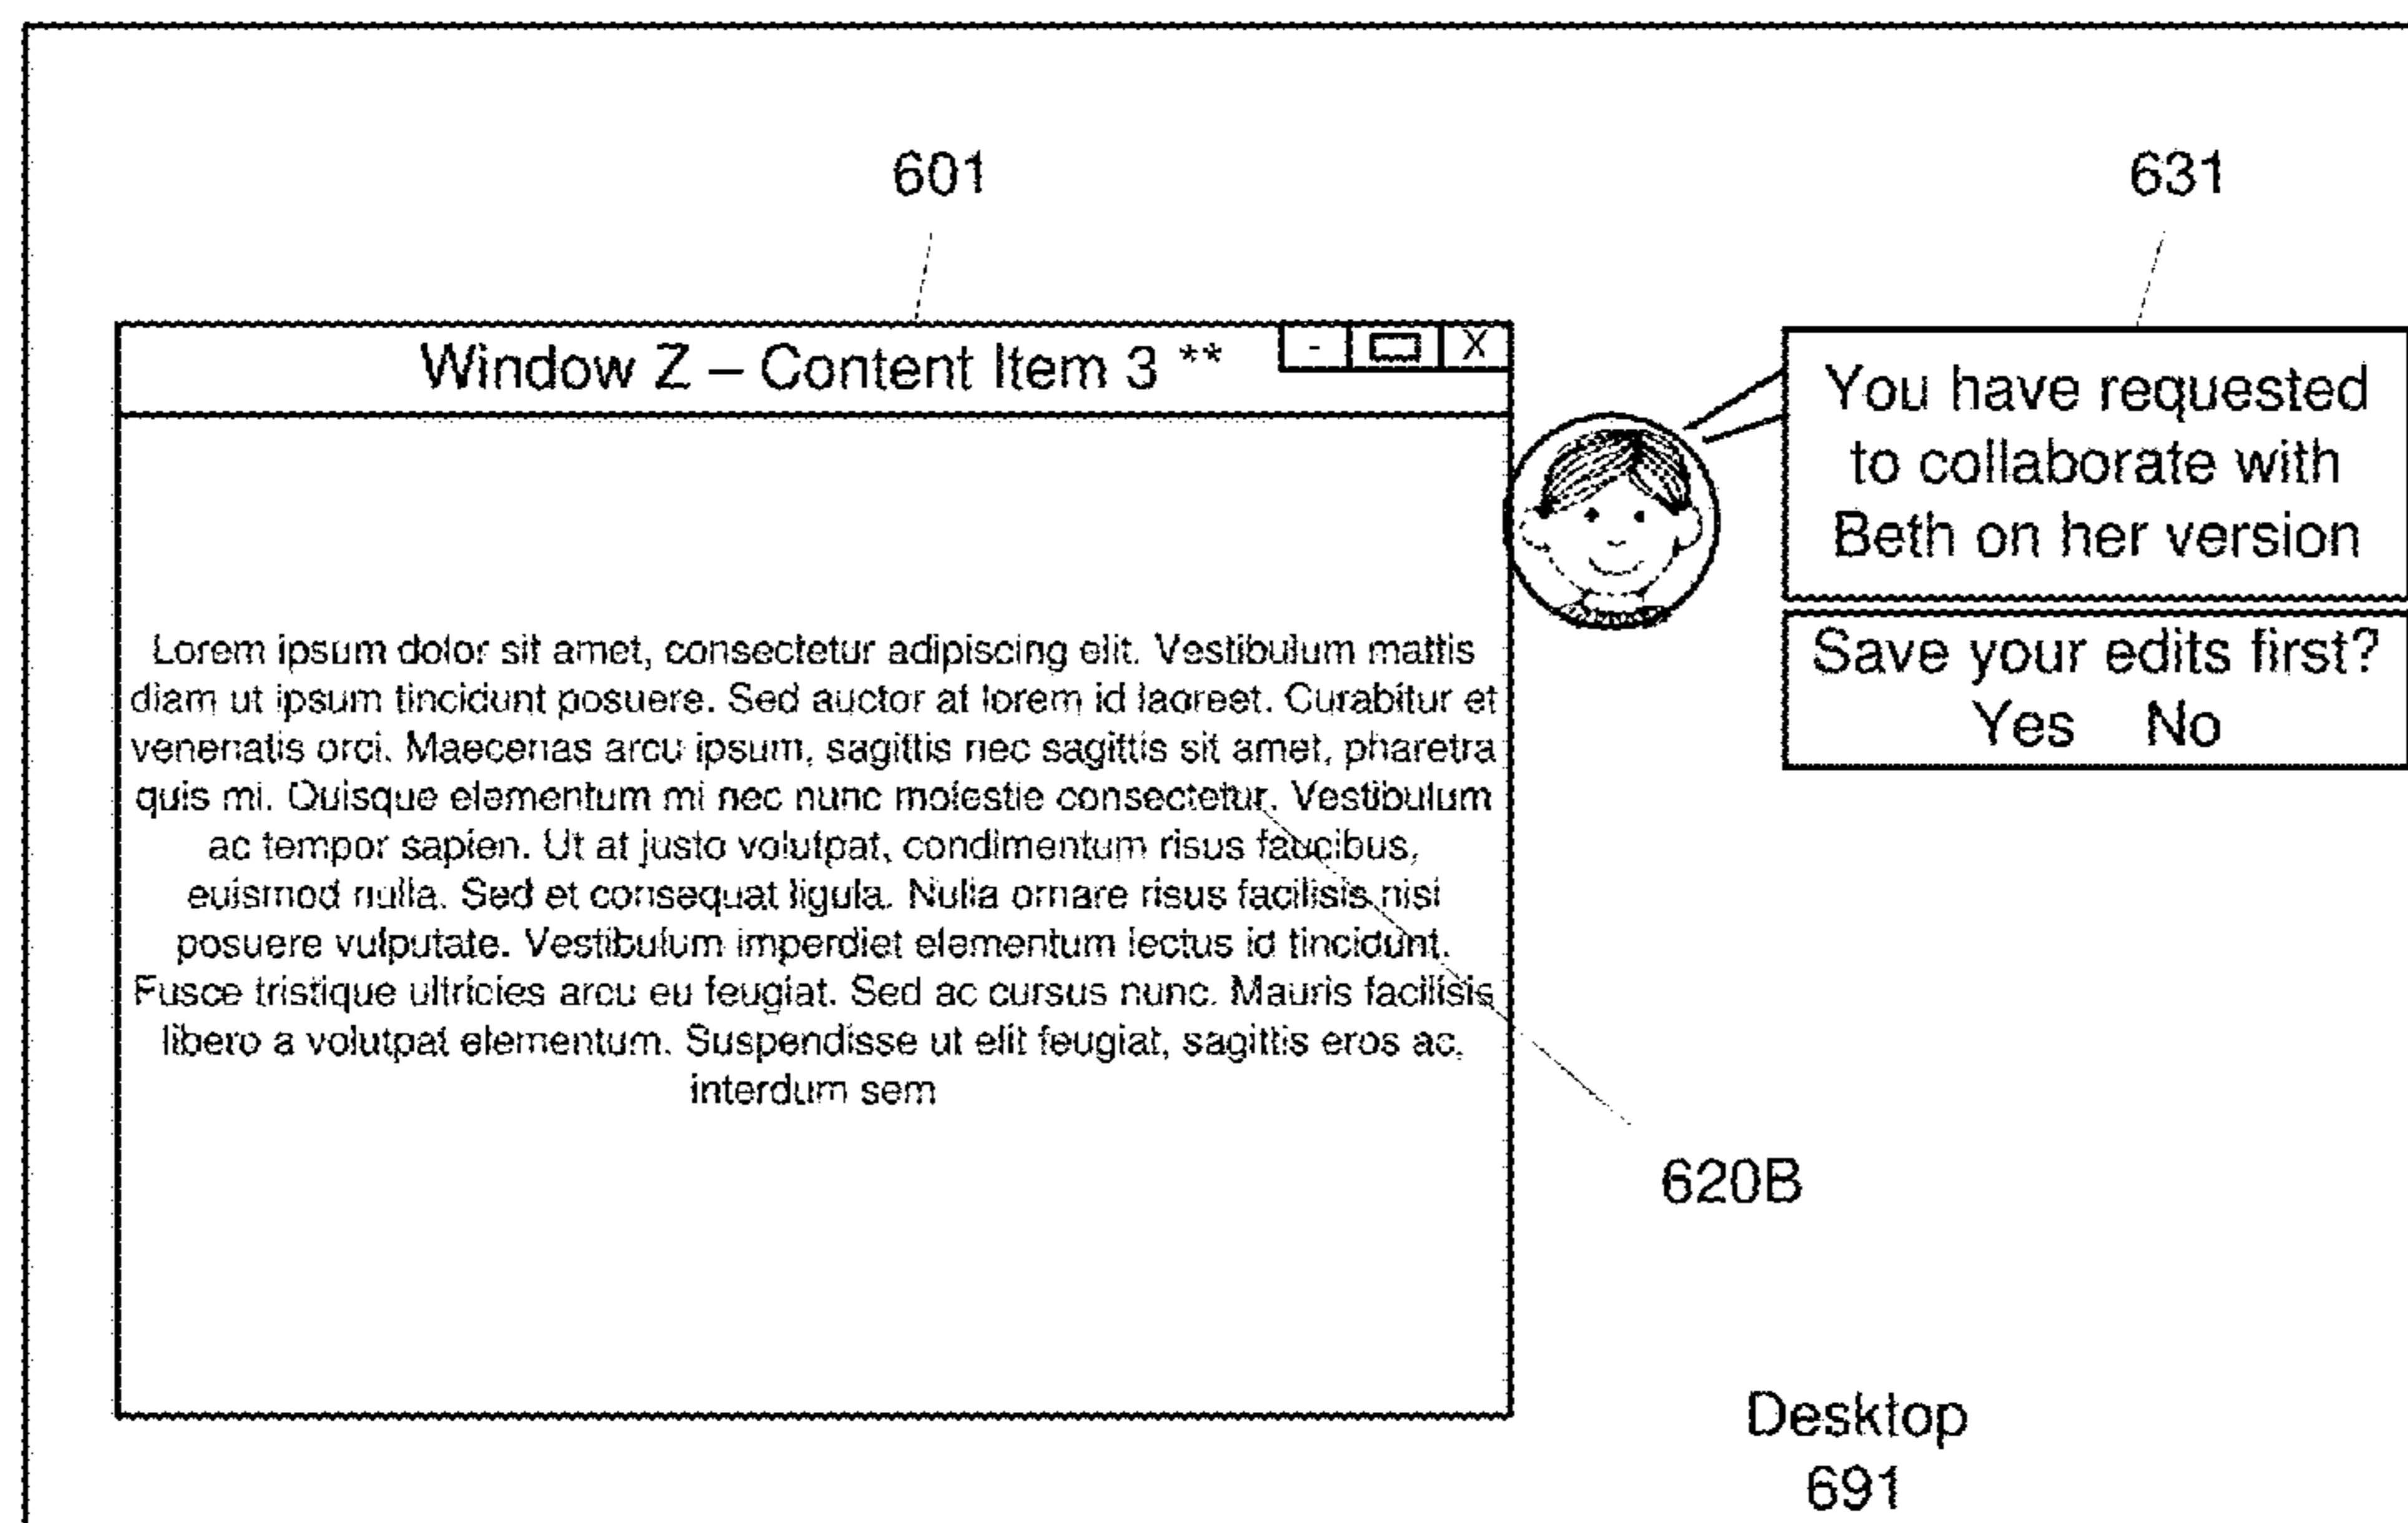 601
631
Window Z – Content Item 3 **
-
X
You have requested
to collaborate with
Beth on her version
Save your edits first?
Yes No
Lorem ipsum dolor sit amet, consectetur adipiscing elit. Vestibulum mattis
diam ut ipsum tincidunt posuere. Sed auctor at lorem id laoreet. Curabitur et
venenatis orci. Maecenas arcu ipsum, sagittis nec sagittis sit amet, pharetra
quis mi. Quisque elementum mi nec nunc molestie consectetur. Vestibulum
ac tempor sapien. Ut at justo volutpat, condimentum risus faucibus,
euismod nulla. Sed et consequat ligula. Nulla ornare risus facilisis nisl
posuere vulputate. Vestibulum imperdiet elementum lectus id tincidunt.
Fusce tristique ultricies arcu eu feugiat. Sed ac cursus nunc. Mauris facilisis
libero a volutpat elementum. Suspendisse ut elit feugiat, sagittis eros ac,
interdum sem
620B
Desktop
691